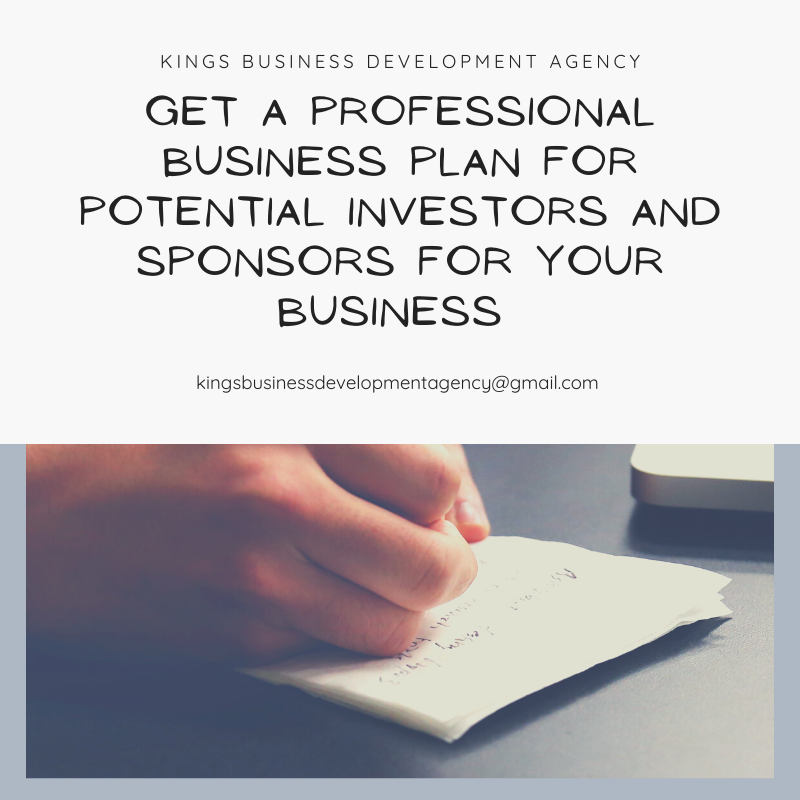 KINGS BUSINESS DEVELOPMENT AGENCY
GET A PROFESSIONAL
BUSINESS PLAN FOR
POTENTIAL INVESTORS AND
SPONSORS FOR YOUR
BUSINESS
kingsbusinessdevelopmentagency@gmail.com